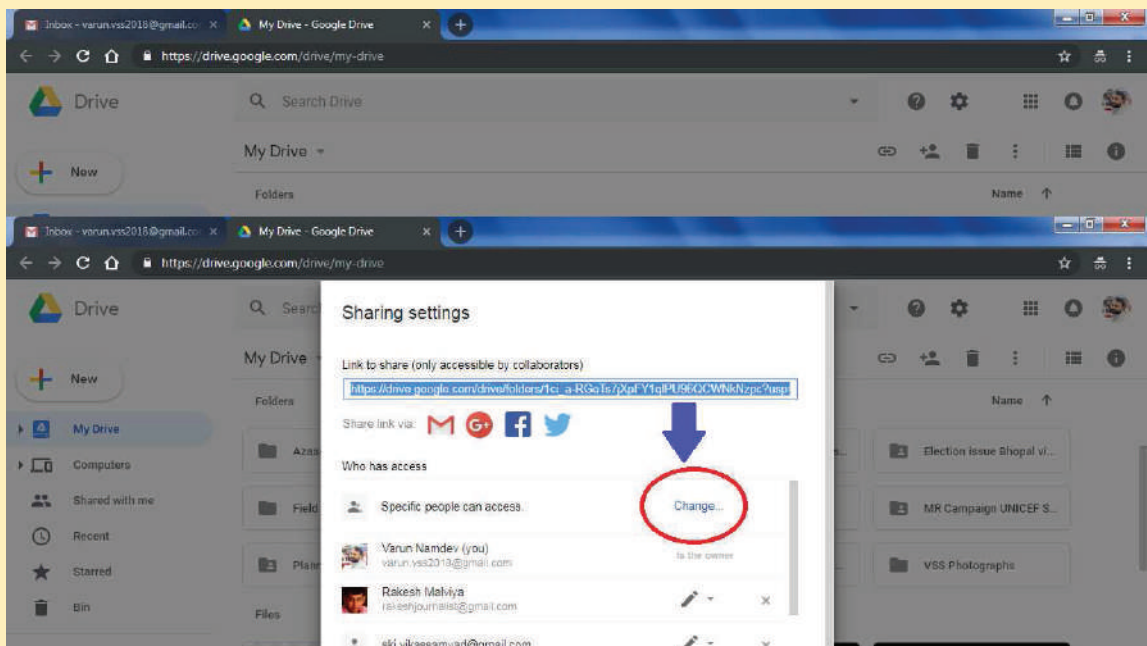 Inbox - varun.vss2018@gmail.co
My Drive - Google Drive
https://drive.google.com/drive/my-drive
Drive
Search Drive
My Drive
New
Folders
Name
Inbox - varun.vss2018@gmail.co
My Drive - Google Drive
https://drive.google.com/drive/my-drive
Drive
Searc
Sharing settings
My Drive
Link to share (only accessible by collaborators)
New
Folders
Name
Share link via:
My Drive
Azaa
Election issue Bhopal vi...
Computers
Who has access
Shared with me
Field
Specific people can access.
Change...
MR Campaign UNICEF S...
Recent
Varun Namdev (you)
Is the owner
varun.vss2018@gmail.com
Starred
Plann
VSS Photographs
Rakesh Malviya
rakeshjournalist@gmail.com
Bin
Files